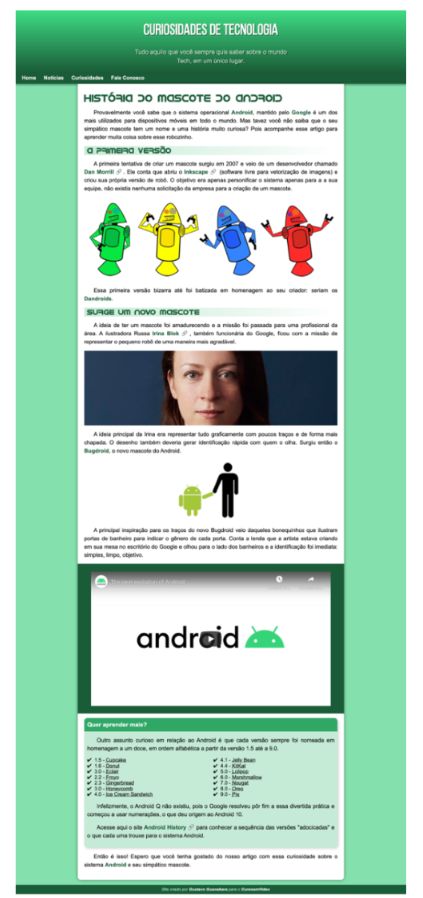 CURIOSIDADES DE TECNOLOGIA
Tudo aquilo que você sempre quis saber sobre o mundo
Tech, em um único lugar.
Home Notícias Curiosidades Fale Conosco
HISTÓRIA DO MASCOTE DO ANDROID
Provavelmente você sabe que o sistema operacional Android, mantido pelo Google é um dos
mais utilizados para dispositivos móveis em todo o mundo. Mas tavez você não saiba que o seu
simpático mascote tem um nome e uma história muito curiosa? Pois acompanhe esse artigo para
aprender muita coisa sobre esse robozinho.
A PRIMEIRA VERSÃO
A primeira tentativa de criar um mascote surgiu em 2007 e veio de um desenvolvedor chamado
Dan Morrill. Ele conta que abriu o Inkscape (software livre para vetorização de imagens) e
criou sua própria versão de robô. O objetivo era apenas personificar o sistema apenas para a sua
equipe, não existia nenhuma solicitação da empresa para a criação de um mascote.
Essa primeira versão bizarra até foi batizada em homenagem ao seu criador: seriam os
Dandroids.
SURGE UM NOVO MASCOTE
A ideia de ter um mascote foi amadurecendo e a missão foi passada para uma profissional da
área. A ilustradora Russa Irina Blok, também funcionária do Google, ficou com a missão de
representar o pequeno robô de uma maneira mais agradável.
A ideia principal da Irina era representar tudo graficamente com poucos traços e de forma mais
chapada. O desenho também deveria gerar identificação rápida com quem o olha. Surgiu então o
Bugdroid, o novo mascote do Android.
A principal inspiração para os traços do novo Bugdroid veio daqueles bonequinhos que ilustram
portas de banheiro para indicar o gênero de cada porta. Conta a lenda que a artista estava criando
em sua mesa no escritório do Google e olhou para o lado dos banheiros e a identificação foi imediata:
simples, limpo, objetivo.
The next evolution of Android
android
Quer aprender mais?
Outro assunto curioso em relação ao Android é que cada versão sempre foi nomeada em
homenagem a um doce, em ordem alfabética a partir da versão 1.5 até a 9.0.
✔ 1.5 - Cupcake
✔ 1.6 - Donut
✔ 2.0 - Eclair
✔ 2.2 - Froyo
✔ 2.3 - Gingerbread
✔ 3.0 - Honeycomb
✔ 4.0 - Ice Cream Sandwich
✔ 4.1 - Jelly Bean
✔ 4.4 - KitKat
✔ 5.0 - Lolipop
✔ 6.0 - Marshmallow
✔ 7.0 - Nougat
✔ 8.0 - Oreo
✔ 9.0 - Pie
Infelizmente, o Android Q não existiu, pois o Google resolveu pôr fim a essa divertida prática e
começou a usar numerações, o que deu origem ao Android 10.
Acesse aqui o site Android History para conhecer a sequência das versões "adocicadas" e
o que cada uma trouxe para o sistema Android.
Então é isso! Espero que você tenha gostado do nosso artigo com essa curiosidade sobre o
sistema Android e seu simpático mascote.
Site criado por Gustavo Guanabara para o CursoemVideo